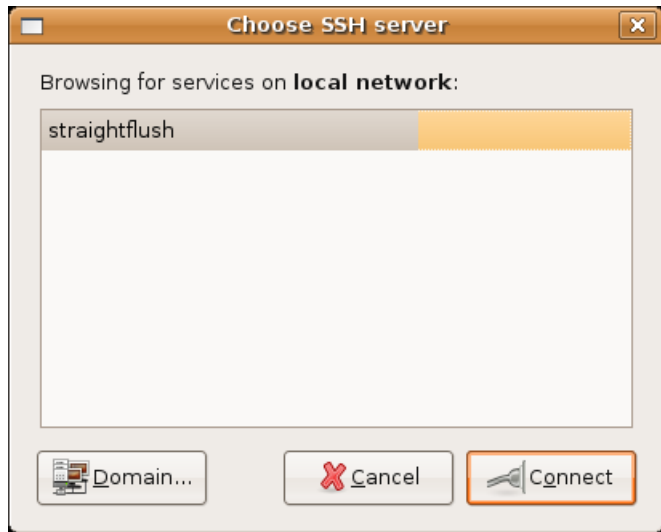 Choose SSH server
Browsing for services on local network:
straightflush
Domain...
Cancel
Connect